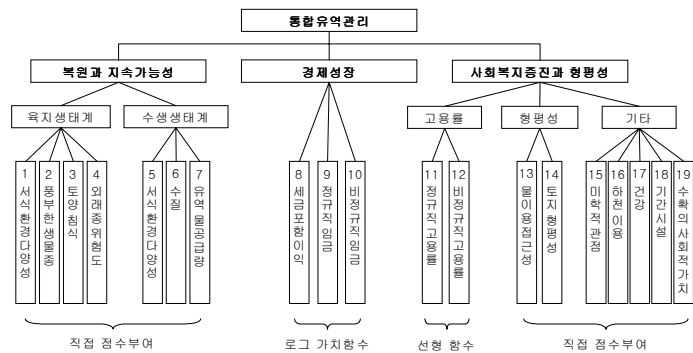 통합유역관리
복원과 지속가능성
경제성장
사회복지증진과 형평성
육지생태계
수생생태계
고용률
형평성
기타
1 서식환경다양성
2 풍부한생물종
3 토양침식
4 외래종위험도
5 서식환경다양성
6 수질
7 유역물공급량
8 세금포함이익
9 정규직임금
10 비정규직임금
11 정규직고용률
12 비정규직고용률
13 물이용접근성
14 토지형평성
15 미학적관점
16 하천이용
17 건강
18 기간시설
19 수확의사회적가치
직접 점수부여
로그 가치함수
선형 함수
직접 점수부여